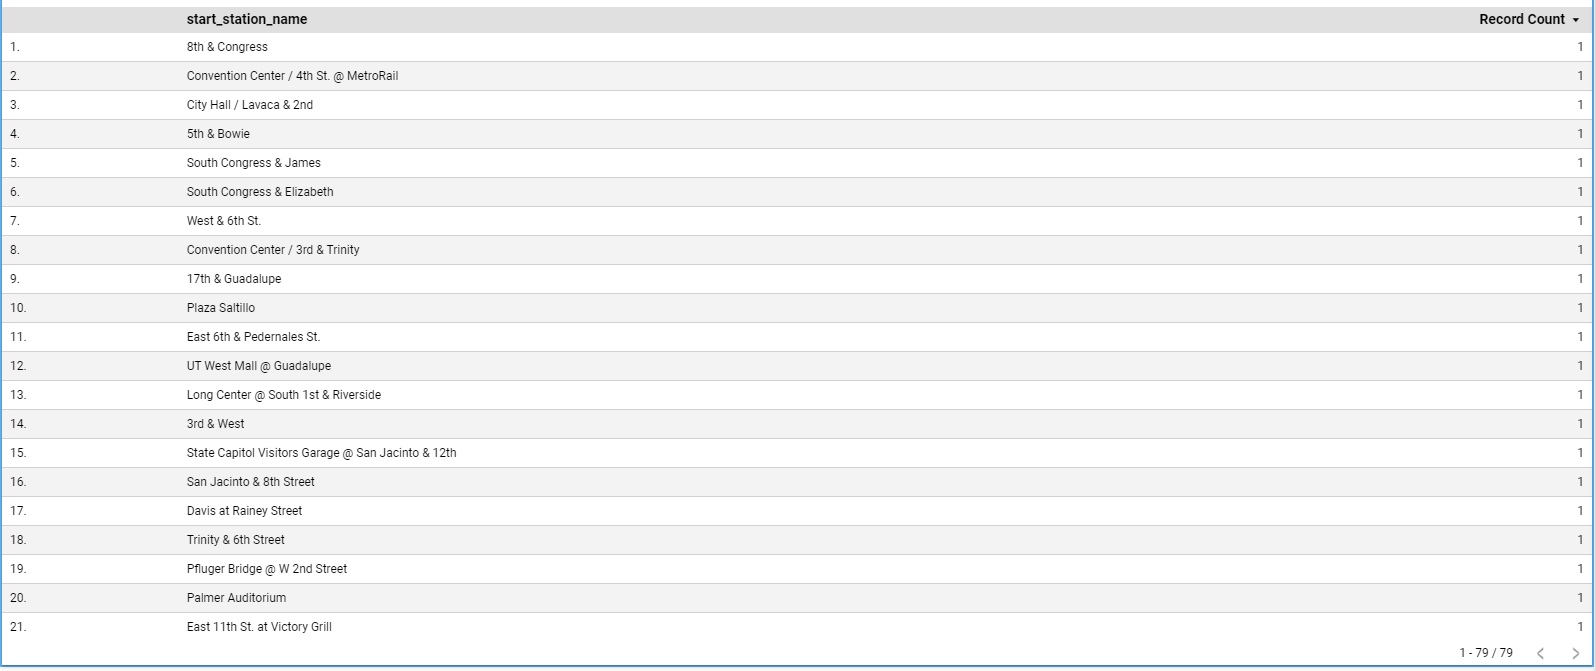 start_station_name Record Count
1. 8th & Congress 1
2. Convention Center / 4th St. @ MetroRail 1
3. City Hall / Lavaca & 2nd 1
4. 5th & Bowie 1
5. South Congress & James 1
6. South Congress & Elizabeth 1
7. West & 6th St. 1
8. Convention Center / 3rd & Trinity 1
9. 17th & Guadalupe 1
10. Plaza Saltillo 1
11. East 6th & Pedernales St. 1
12. UT West Mall @ Guadalupe 1
13. Long Center @ South 1st & Riverside 1
14. 3rd & West 1
15. State Capitol Visitors Garage @ San Jacinto & 12th 1
16. San Jacinto & 8th Street 1
17. Davis at Rainey Street 1
18. Trinity & 6th Street 1
19. Pfluger Bridge @ W 2nd Street 1
20. Palmer Auditorium 1
21. East 11th St. at Victory Grill 1
1 - 79 / 79